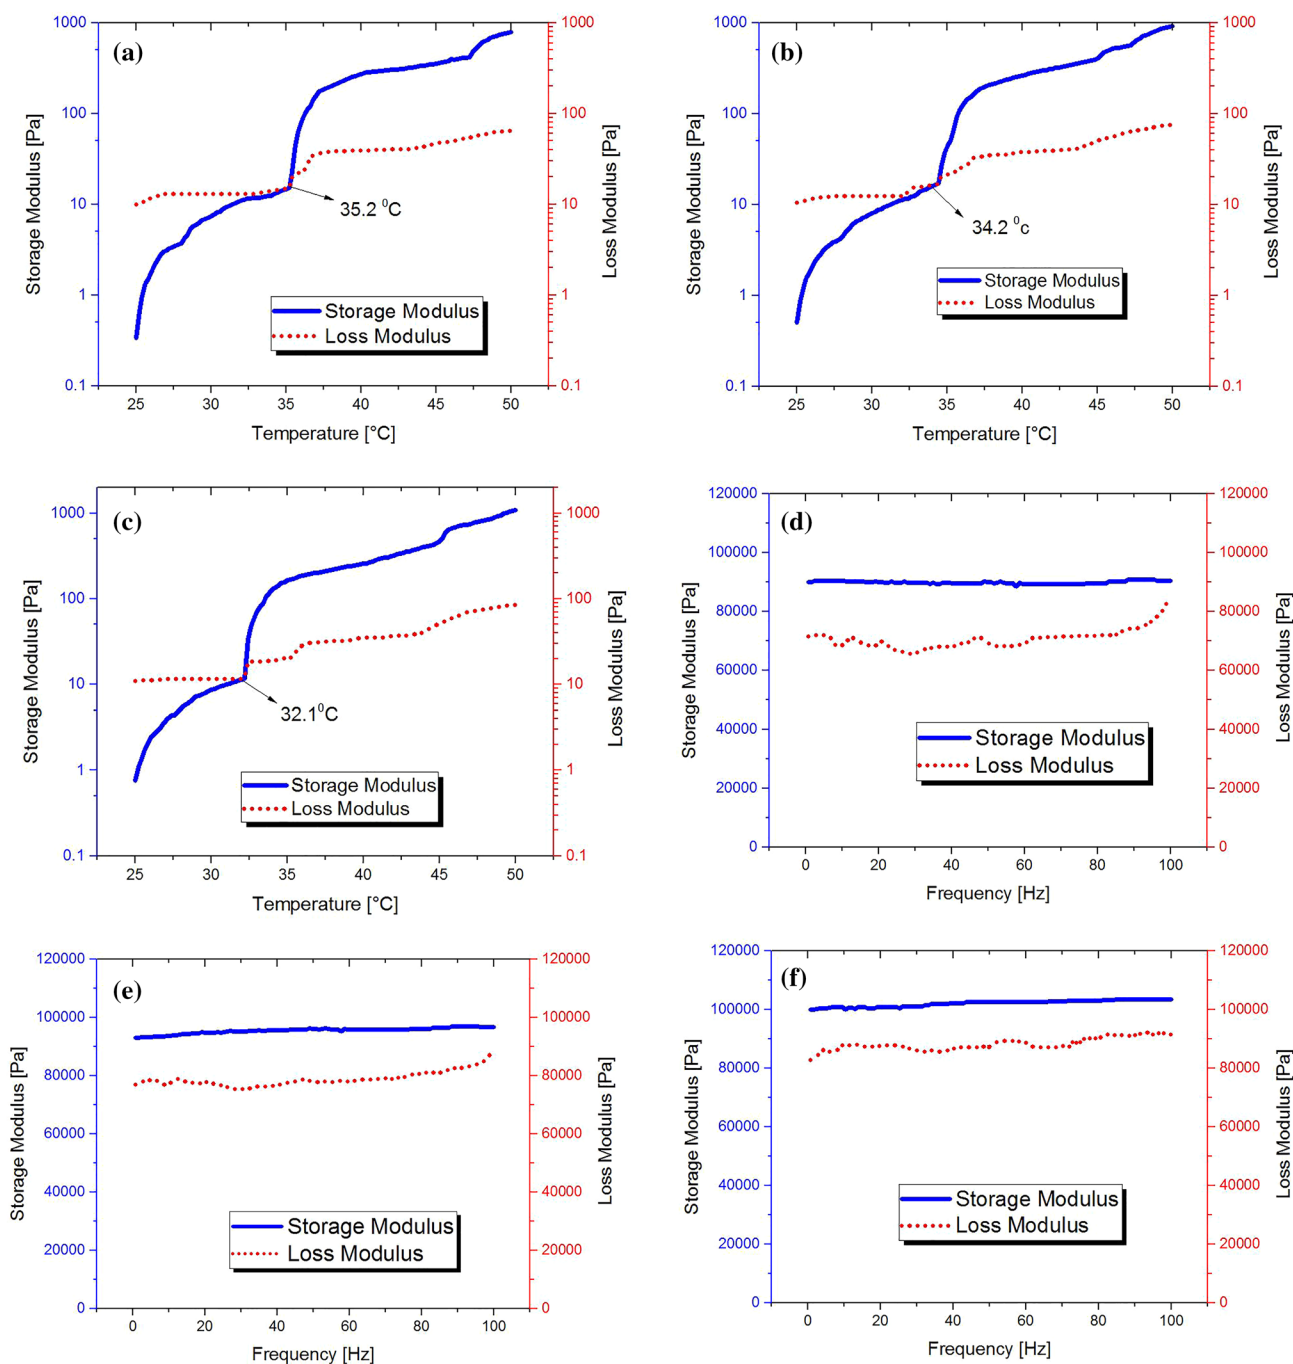 (a)
1000
100
10
1
0.1
Storage Modulus [Pa]
35.2 ⁰C
Storage Modulus
Loss Modulus
25 30 35 40 45 50
Temperature [°C]
1000
100
10
1
0.1
Loss Modulus [Pa]
(b)
1000
100
10
1
0.1
Storage Modulus [Pa]
34.2 ⁰c
Storage Modulus
Loss Modulus
25 30 35 40 45 50
Temperature [°C]
1000
100
10
1
0.1
Loss Modulus [Pa]
(c)
1000
100
10
1
0.1
Storage Modulus [Pa]
32.1⁰C
Storage Modulus
Loss Modulus
25 30 35 40 45 50
Temperature [°C]
1000
100
10
1
0.1
Loss Modulus [Pa]
(d)
120000
100000
80000
60000
40000
20000
0
Storage Modulus [Pa]
Storage Modulus
Loss Modulus
0 20 40 60 80 100
Frequency [Hz]
120000
100000
80000
60000
40000
20000
0
Loss Modulus [Pa]
(e)
120000
100000
80000
60000
40000
20000
0
Storage Modulus [Pa]
Storage Modulus
Loss Modulus
0 20 40 60 80 100
Frequency [Hz]
120000
100000
80000
60000
40000
20000
0
Loss Modulus [Pa]
(f)
120000
100000
80000
60000
40000
20000
0
Storage Modulus [Pa]
Storage Modulus
Loss Modulus
0 20 40 60 80 100
Frequency [Hz]
120000
100000
80000
60000
40000
20000
0
Loss Modulus [Pa]